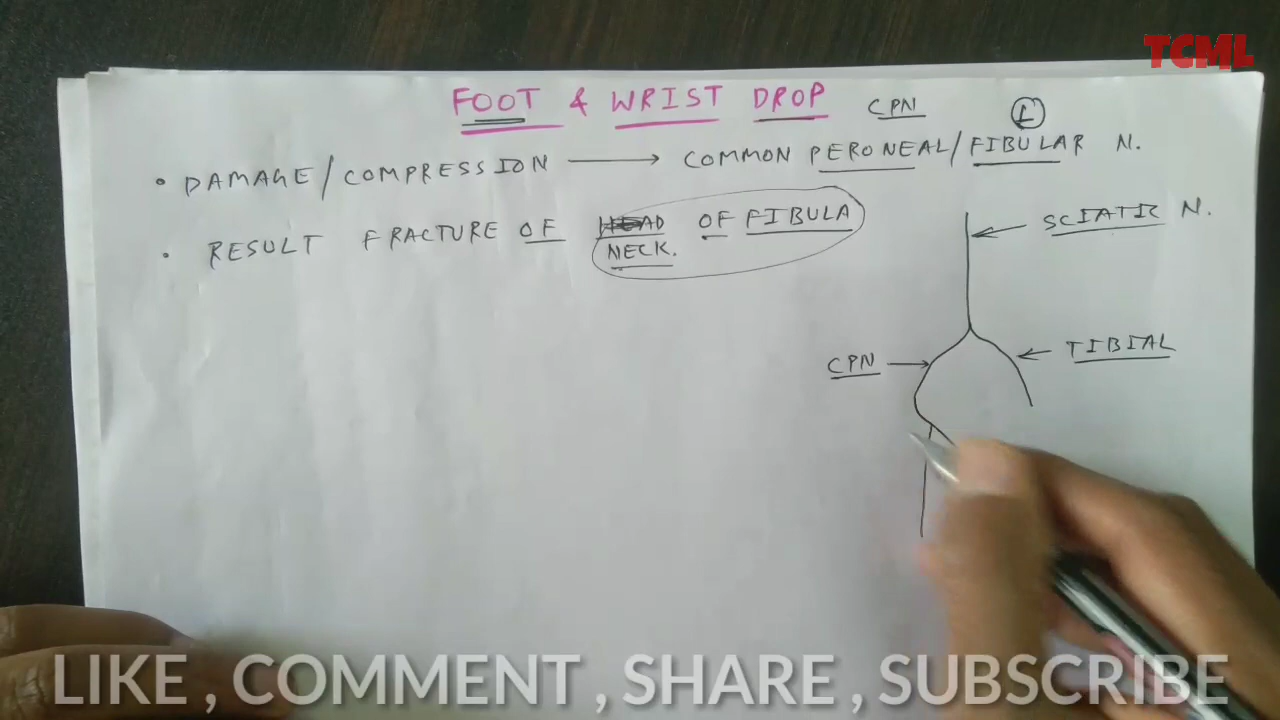 TCML
FOOT & WRIST DROP CPN L
• DAMAGE/COMPRESSION → COMMON PERONEAL/FIBULAR N.
• RESULT FRACTURE OF HEAD OF FIBULA
NECK.
SCIATIC N.
CPN → ← TIBIAL
LIKE , COMMENT , SHARE , SUBSCRIBE